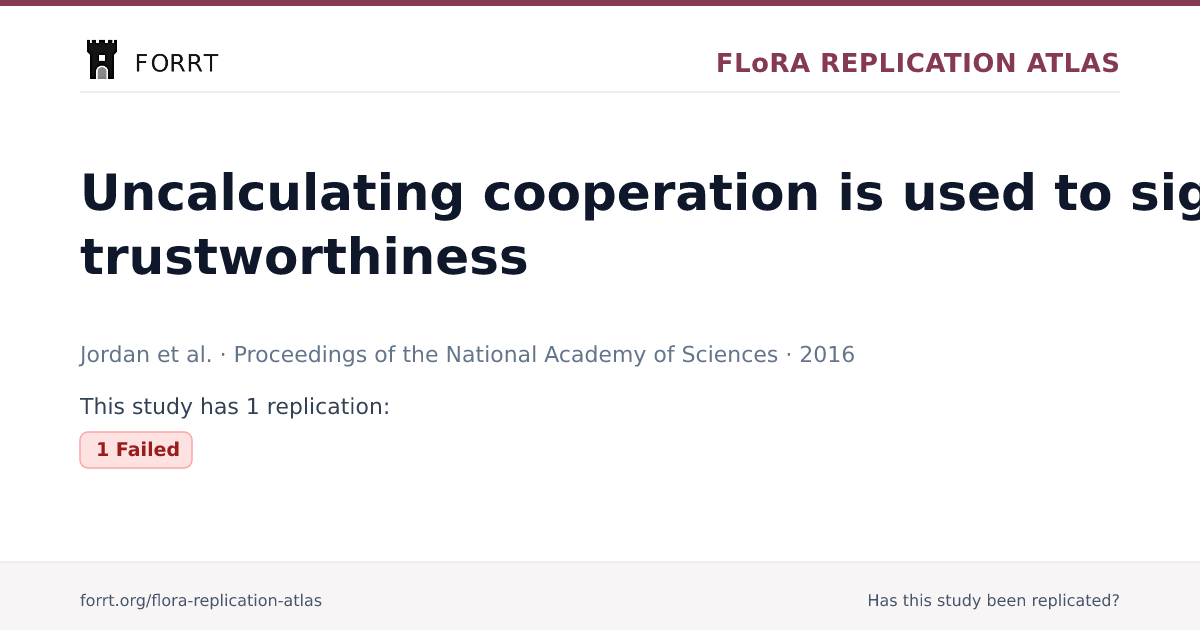 FORRT
FLoRA REPLICATION ATLAS
Uncalculating cooperation is used to
trustworthiness
Jordan et al. · Proceedings of the National Academy of Sciences · 2016
This study has 1 replication:
1 Failed
forrt.org/flora-replication-atlas
Has this study been replicated?